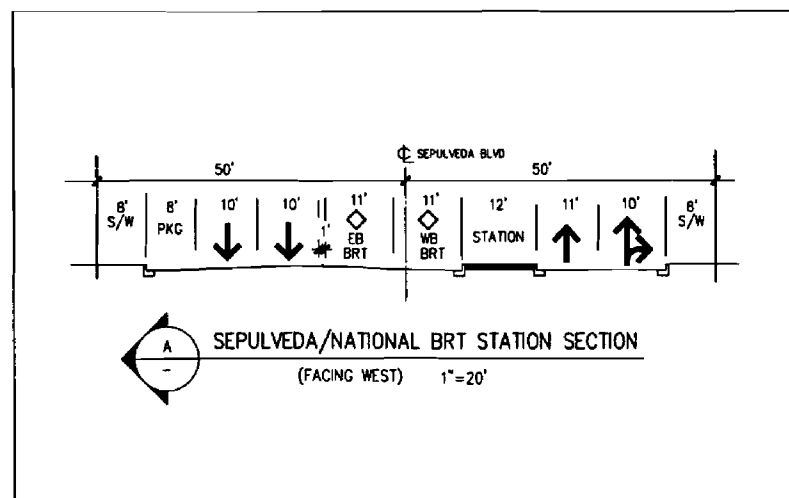 ℄ SEPULVEDA BLVD
50' 50'
8' 8' 10' 10' 1' 11' 11' 12' 11' 10' 8'
S/W PKG EB BRT WB BRT STATION S/W
A
–
SEPULVEDA/NATIONAL BRT STATION SECTION
(FACING WEST) 1"=20'